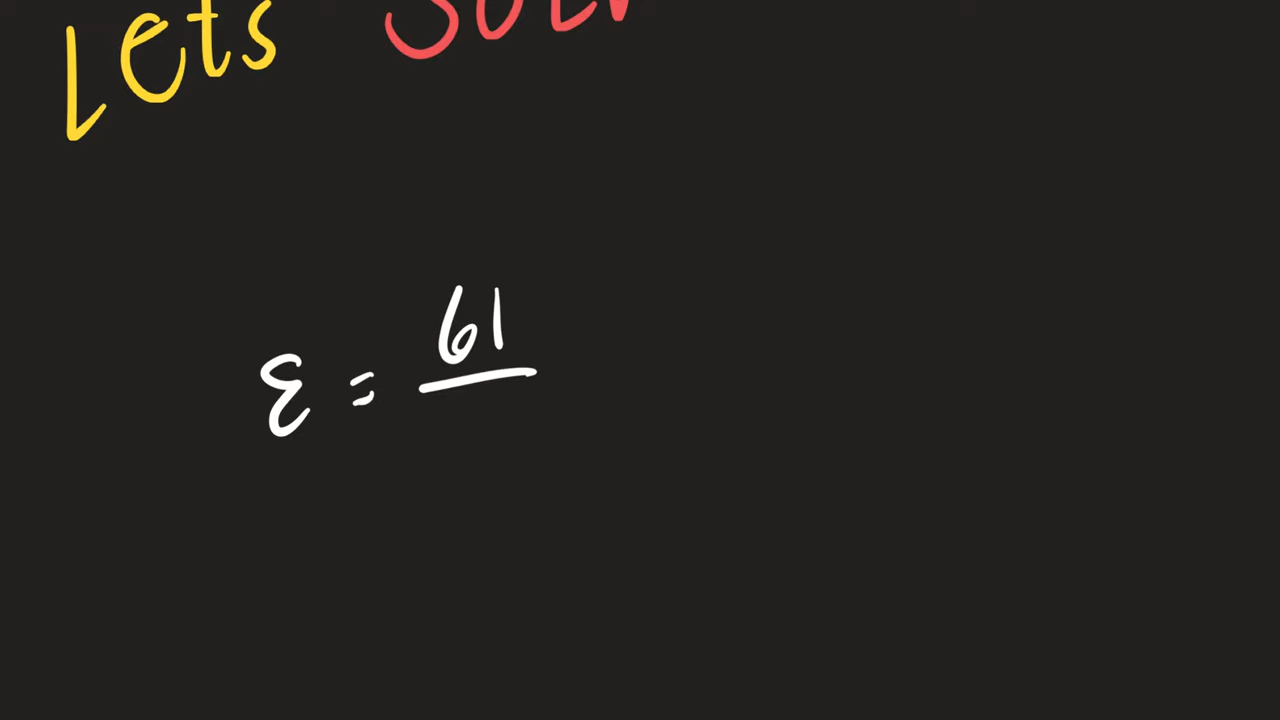 Lets
ε = 61